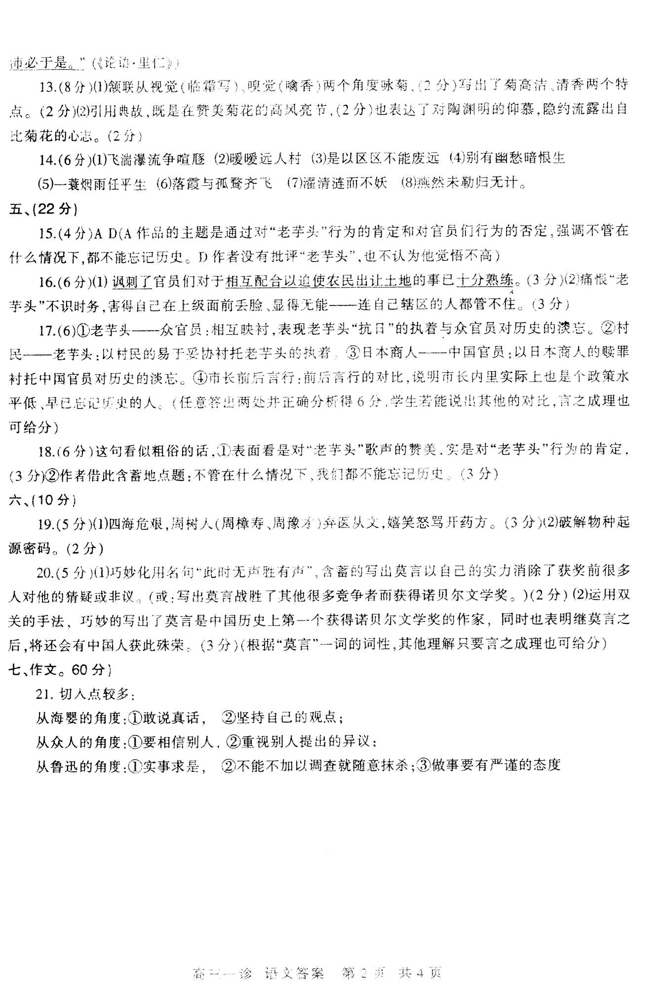 沛必于是。”(《论语·里仁》)
13.(8分)⑴颔联从视觉(临霜写)、嗅觉(噙香)两个角度咏菊、(2分)写出了菊高洁、清香两个特
点。(2分)⑵引用典故,既是在赞美菊花的高风亮节,(2分)也表达了对陶渊明的仰慕,隐约流露出自
比菊花的心志。(2分)
14.(6分)⑴飞湍瀑流争喧豗 ⑵暧暧远人村 ⑶是以区区不能废远 ⑷别有幽愁暗恨生
⑸一蓑烟雨任平生 ⑹落霞与孤鹜齐飞 ⑺濯清涟而不妖 ⑻燕然未勒归无计。
五、(22分)
15.(4分)A D(A作品的主题是通过对“老芋头”行为的肯定和对官员们行为的否定,强调不管在
什么情况下,都不能忘记历史。D作者没有批评“老芋头”,也不认为他觉悟不高)
16.(6分)⑴ 讽刺了官员们对于相互配合以迫使农民出让土地的事已十分熟练。(3分)⑵痛恨“老
芋头”不识时务,害得自己在上级面前丢脸、显得无能——连自己辖区的人都管不住。(3分)
17.(6)①老芋头——众官员:相互映衬,表现老芋头“抗日”的执着与众官员对历史的淡忘。②村
民——老芋头:以村民的易于妥协衬托老芋头的执着。③日本商人——中国官员:以日本商人的赎罪
衬托中国官员对历史的淡忘。④市长前后言行:前后言行的对比,说明市长内里实际上也是个政策水
平低、早已忘记历史的人。(任意答出两处并正确分析得6分.学生若能说出其他的对比,言之成理也
可给分)
18.(6分)这句看似粗俗的话,①表面看是对“老芋头”歌声的赞美.实是对“老芋头”行为的肯定.
(3分)②作者借此含蓄地点题:不管在什么情况下,我们都不能忘记历史。(3分)
六、(10分)
19.(5分)⑴四海危艰,周树人(周樟寿、周豫才)弃医从文,嬉笑怒骂开药方。(3分)⑵破解物种起
源密码。(2分)
20.(5分)⑴巧妙化用名句“此时无声胜有声”,含蓄的写出莫言以自己的实力消除了获奖前很多
人对他的猜疑或非议。(或:写出莫言战胜了其他很多竞争者而获得诺贝尔文学奖。)(2分) ⑵运用双
关的手法, 巧妙的写出了莫言是中国历史上第一个获得诺贝尔文学奖的作家, 同时也表明继莫言之
后,将还会有中国人获此殊荣。(3分)(根据“莫言”一词的词性,其他理解只要言之成理也可给分)
七、作文。60分)
21. 切入点较多:
从海婴的角度:①敢说真话, ②坚持自己的观点;
从众人的角度:①要相信别人, ②重视别人提出的异议;
从鲁迅的角度:①实事求是, ②不能不加以调查就随意抹杀;③做事要有严谨的态度
高三一诊 语文答案 第2页 共4页